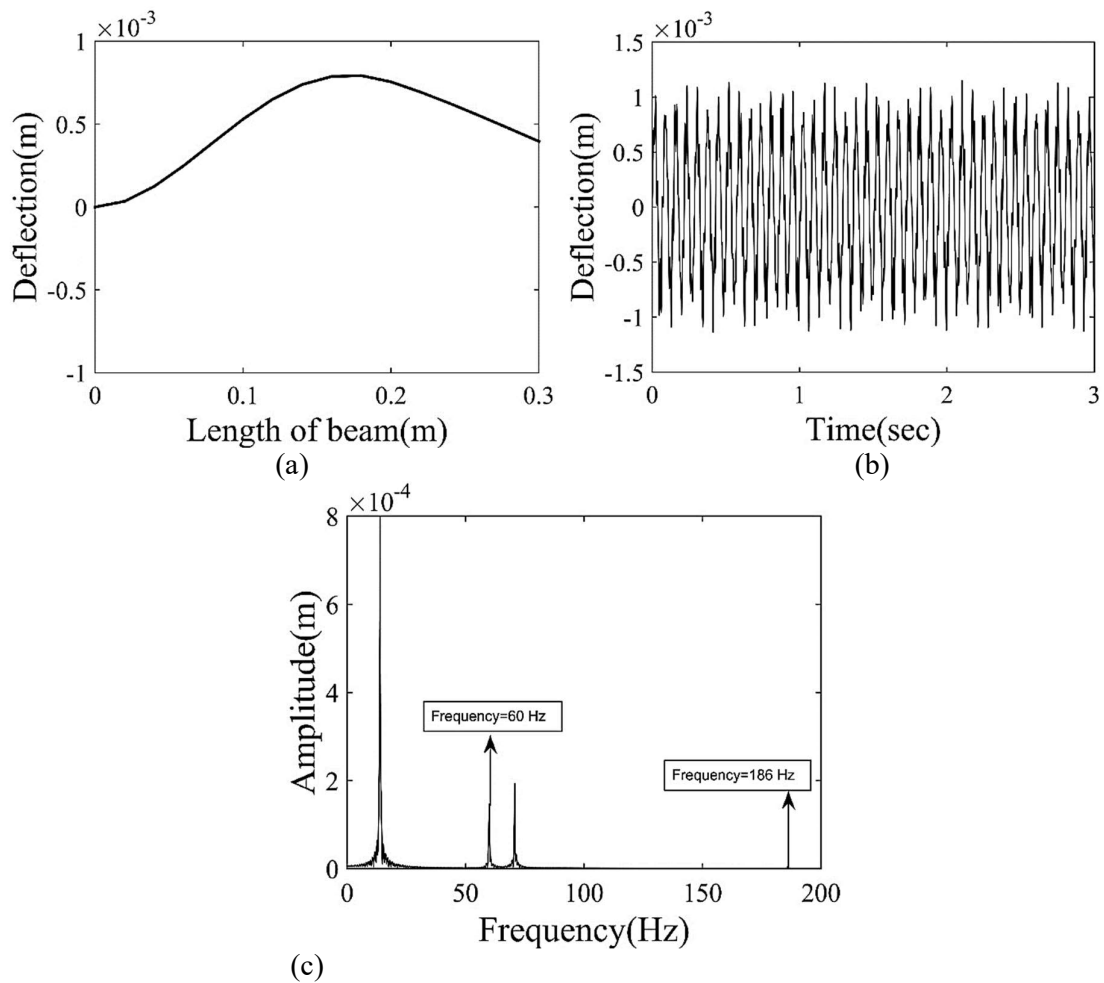 ×10⁻³
1
0.5
0
-0.5
-1
Deflection(m)
0 0.1 0.2 0.3
Length of beam(m)
(a)
×10⁻³
1.5
1
0.5
0
-0.5
-1
-1.5
Deflection(m)
0 1 2 3
Time(sec)
(b)
×10⁻⁴
8
6
4
2
0
Amplitude(m)
Frequency=60 Hz
Frequency=186 Hz
0 50 100 150 200
Frequency(Hz)
(c)